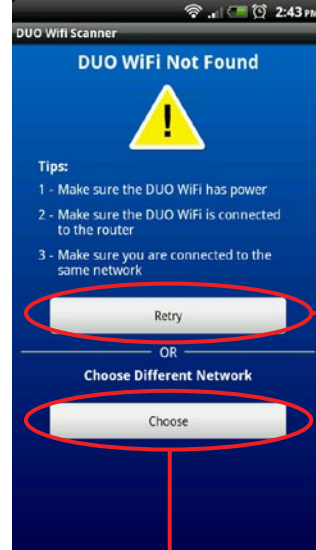 2:43 PM
DUO Wifi Scanner
DUO WiFi Not Found
!
Tips:
1 - Make sure the DUO WiFi has power
2 - Make sure the DUO WiFi is connected
to the router
3 - Make sure you are connected to the
same network
Retry
OR
Choose Different Network
Choose